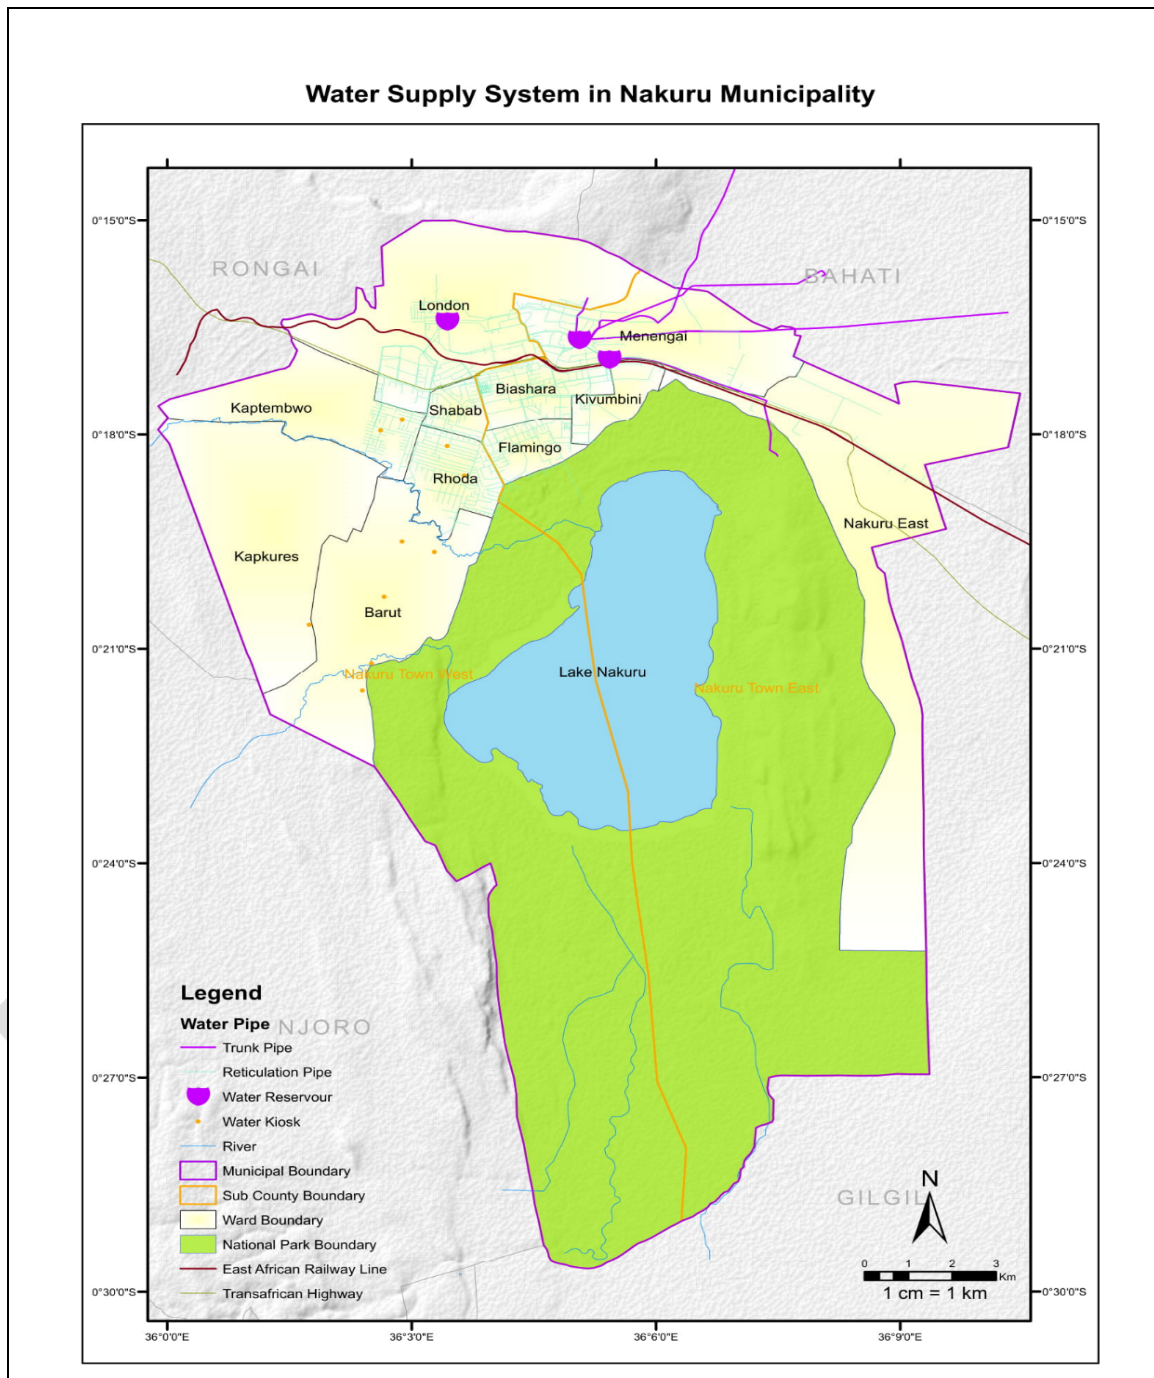 Water Supply System in Nakuru Municipality
0°15'0"S
0°15'0"S
RONGAI
BAHATI
London
Menengai
Biashara
Kivumbini
Kaptembwo
Shabab
0°18'0"S
0°18'0"S
Flamingo
Rhoda
Nakuru East
Kapkures
Barut
0°21'0"S
0°21'0"S
Nakuru Town West
Lake Nakuru
Nakuru Town East
0°24'0"S
0°24'0"S
Legend
Water Pipe
NJORO
Trunk Pipe
Reticulation Pipe
0°27'0"S
0°27'0"S
Water Reservour
Water Kiosk
River
Municipal Boundary
Sub County Boundary
Ward Boundary
National Park Boundary
East African Railway Line
Transafrican Highway
N
GILGIL
0 1 2 3
Km
1 cm = 1 km
0°30'0"S
0°30'0"S
36°0'0"E
36°3'0"E
36°6'0"E
36°9'0"E